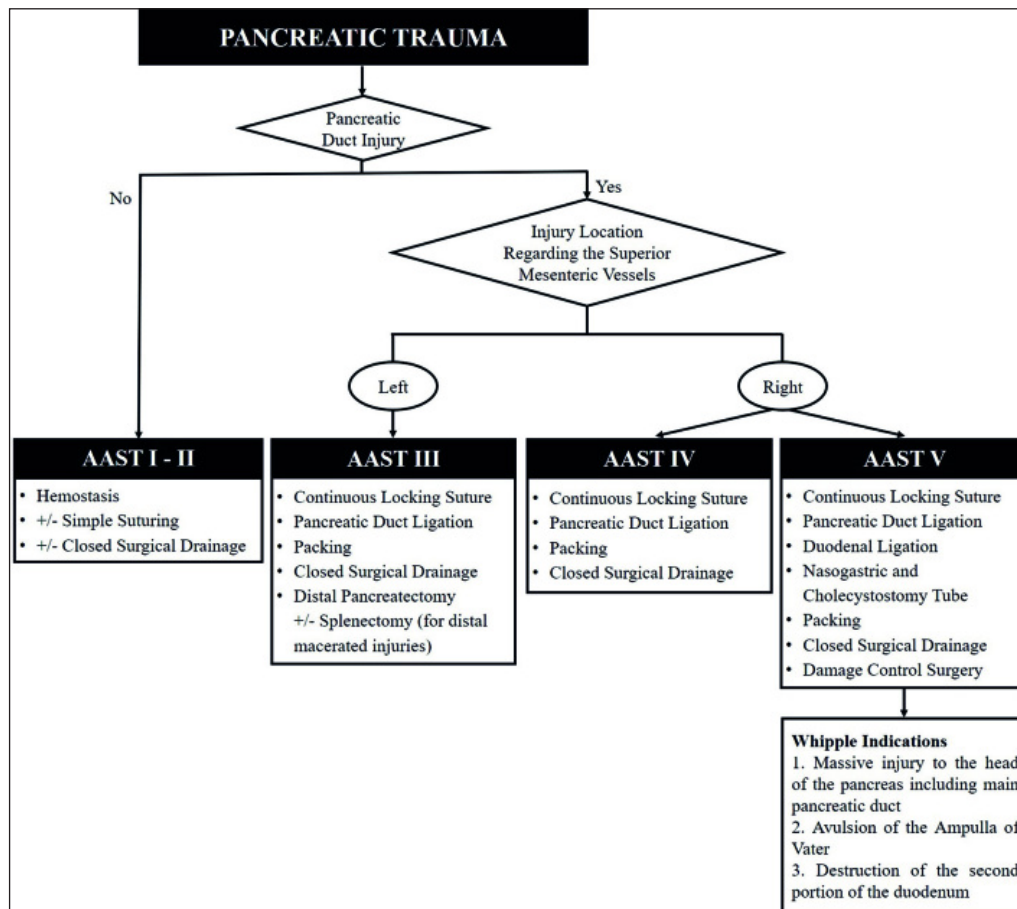 PANCREATIC TRAUMA
Pancreatic
Duct Injury
No
Yes
Injury Location
Regarding the Superior
Mesenteric Vessels
Left
Right
AAST I - II
• Hemostasis
• +/- Simple Suturing
• +/- Closed Surgical Drainage
AAST III
• Continuous Locking Suture
• Pancreatic Duct Ligation
• Packing
• Closed Surgical Drainage
• Distal Pancreatectomy
+/- Splenectomy (for distal
macerated injuries)
AAST IV
• Continuous Locking Suture
• Pancreatic Duct Ligation
• Packing
• Closed Surgical Drainage
AAST V
• Continuous Locking Suture
• Pancreatic Duct Ligation
• Duodenal Ligation
• Nasogastric and
Cholecystostomy Tube
• Packing
• Closed Surgical Drainage
• Damage Control Surgery
Whipple Indications
1. Massive injury to the head
of the pancreas including main
pancreatic duct
2. Avulsion of the Ampulla of
Vater
3. Destruction of the second
portion of the duodenum